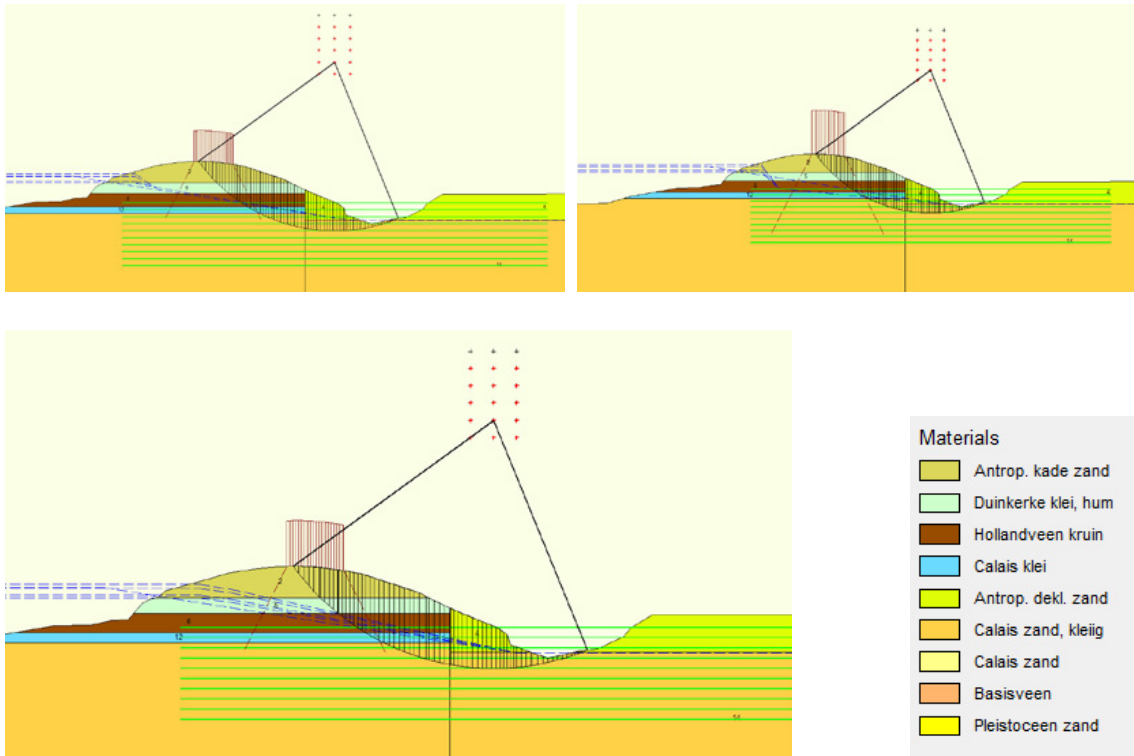 Materials
Antrop. kade zand
Duinkerke klei, hum
Hollandveen kruin
Calais klei
Antrop. dekl. zand
Calais zand, kleiig
Calais zand
Basisveen
Pleistoceen zand
12